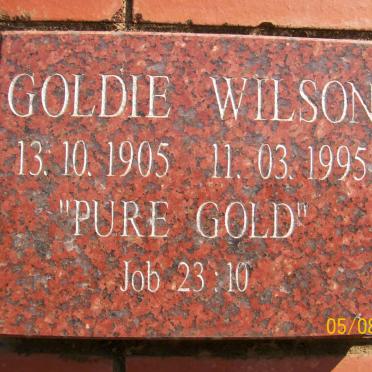 GOLDIE WILSON
13. 10. 1905 11. 03. 1995
"PURE GOLD"
Job 23 : 10
05/08